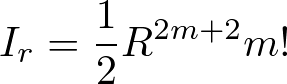 I_r = \frac{1}{2} R^{2m+2} m!